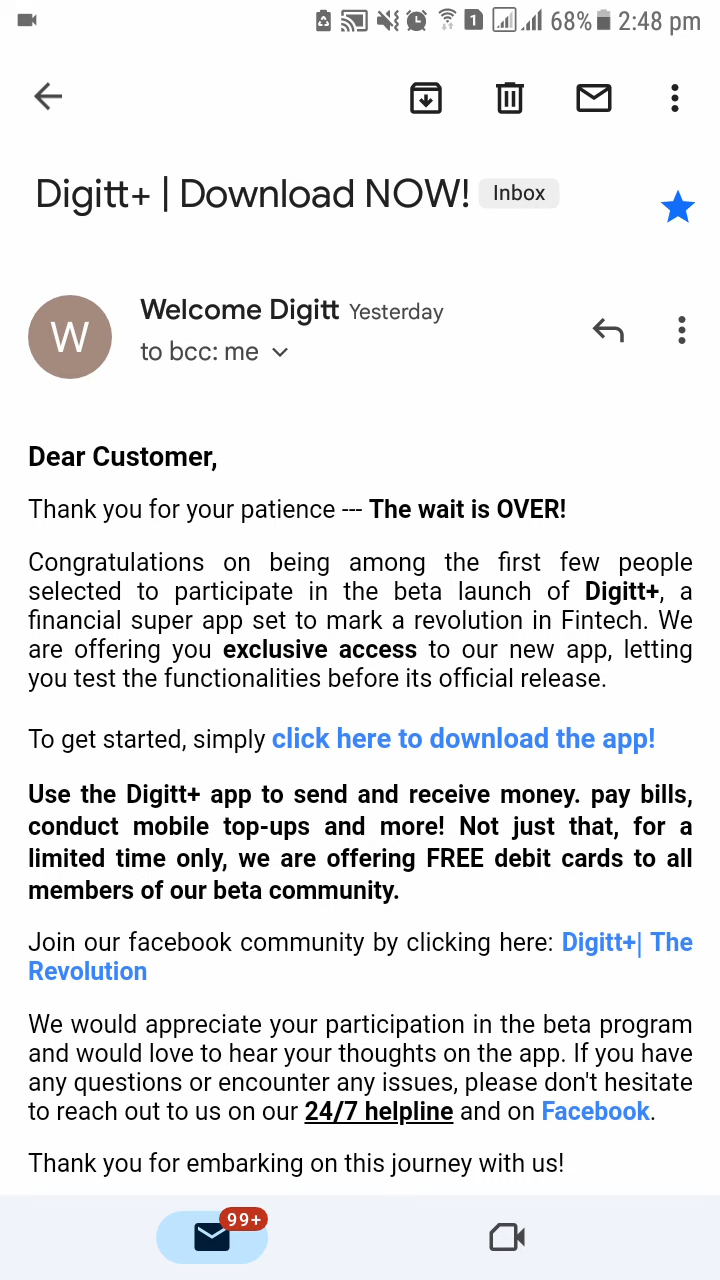 1 68% 2:48 pm
Digitt+ | Download NOW! Inbox
W
Welcome Digitt Yesterday
to bcc: me
Dear Customer,
Thank you for your patience --- The wait is OVER!
Congratulations on being among the first few people
selected to participate in the beta launch of Digitt+, a
financial super app set to mark a revolution in Fintech. We
are offering you exclusive access to our new app, letting
you test the functionalities before its official release.
To get started, simply click here to download the app!
Use the Digitt+ app to send and receive money. pay bills,
conduct mobile top-ups and more! Not just that, for a
limited time only, we are offering FREE debit cards to all
members of our beta community.
Join our facebook community by clicking here: Digitt+| The
Revolution
We would appreciate your participation in the beta program
and would love to hear your thoughts on the app. If you have
any questions or encounter any issues, please don't hesitate
to reach out to us on our 24/7 helpline and on Facebook.
Thank you for embarking on this journey with us!
99+